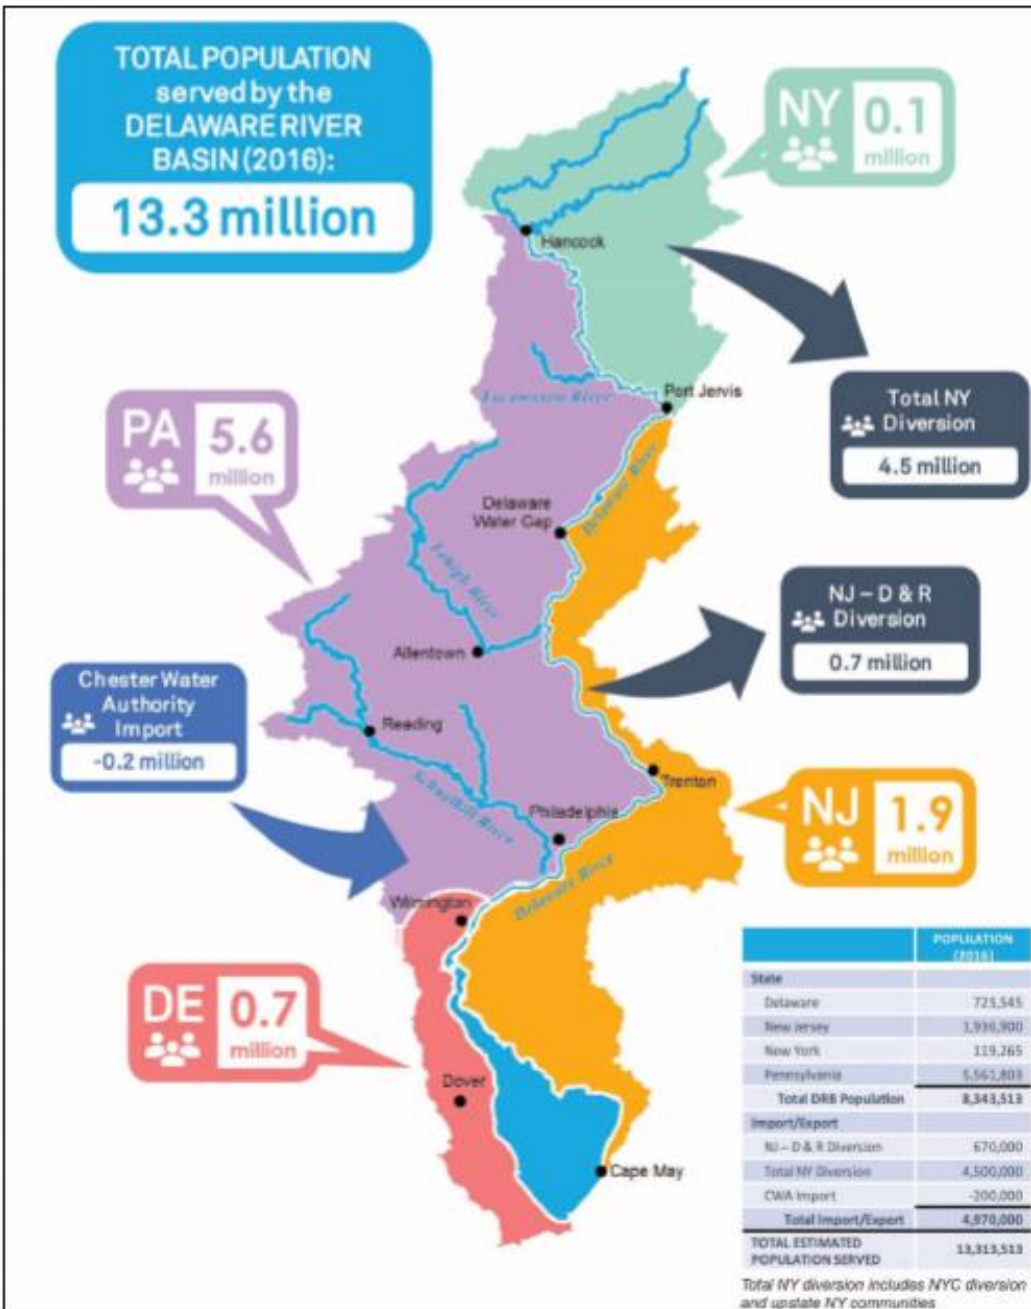 TOTAL POPULATION
served by the
DELAWARE RIVER
BASIN (2016):
13.3 million
NY
0.1
million
Hancock
Port Jervis
Total NY
Diversion
4.5 million
PA
5.6
million
Delaware River
Delaware
Water Gap
Lehigh River
NJ – D & R
Diversion
0.7 million
Allentown
Chester Water
Authority
Import
-0.2 million
Reading
Trenton
Schuylkill River
Philadelphia
NJ
1.9
million
Delaware River
Wilmington
DE
0.7
million
Dover
Cape May
POPULATION
(2016)
State
Delaware 725,545
New Jersey 1,936,900
New York 119,265
Pennsylvania 5,561,803
Total DRB Population 8,343,513
Import/Export
NJ – D & R Diversion 670,000
Total NY Diversion 4,500,000
CWA Import -200,000
Total Import/Export 4,970,000
TOTAL ESTIMATED
POPULATION SERVED 13,313,513
Total NY diversion includes NYC diversion
and upstate NY communities